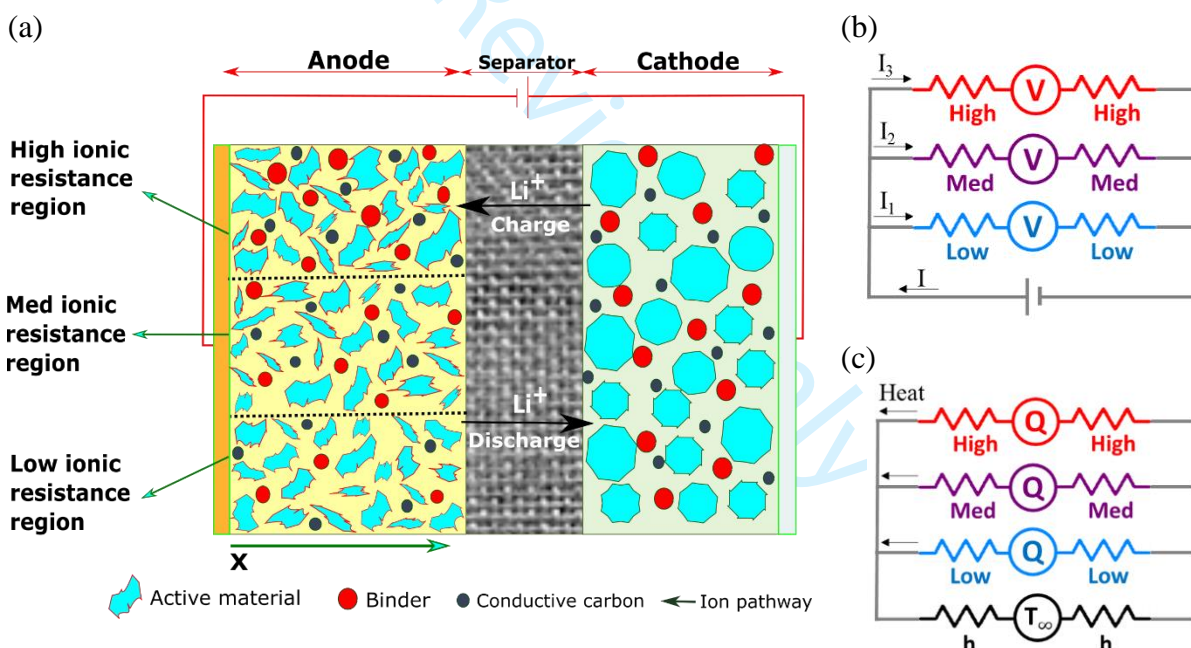 (a)
Anode
Separator
Cathode
High ionic
resistance
region
Med ionic
resistance
region
Low ionic
resistance
region
Li+
Charge
Li+
Discharge
x
Active material
Binder
Conductive carbon
Ion pathway
(b)
I3
High
V
High
I2
Med
V
Med
I1
Low
V
Low
I
(c)
Heat
High
Q
High
Med
Q
Med
Low
Q
Low
T∞
h
h